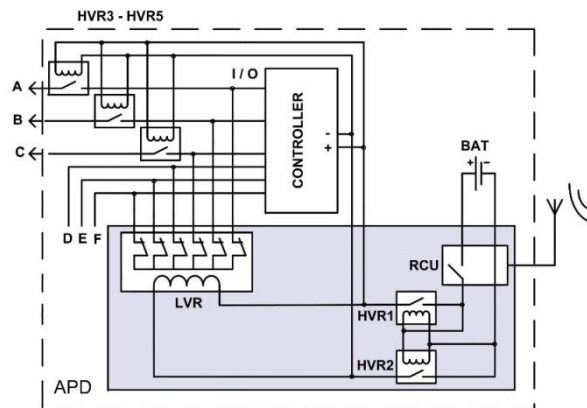 HVR3 - HVR5
A
I / O
B
C
CONTROLLER
-
+
BAT
+ -
D E F
RCU
LVR
HVR1
HVR2
APD